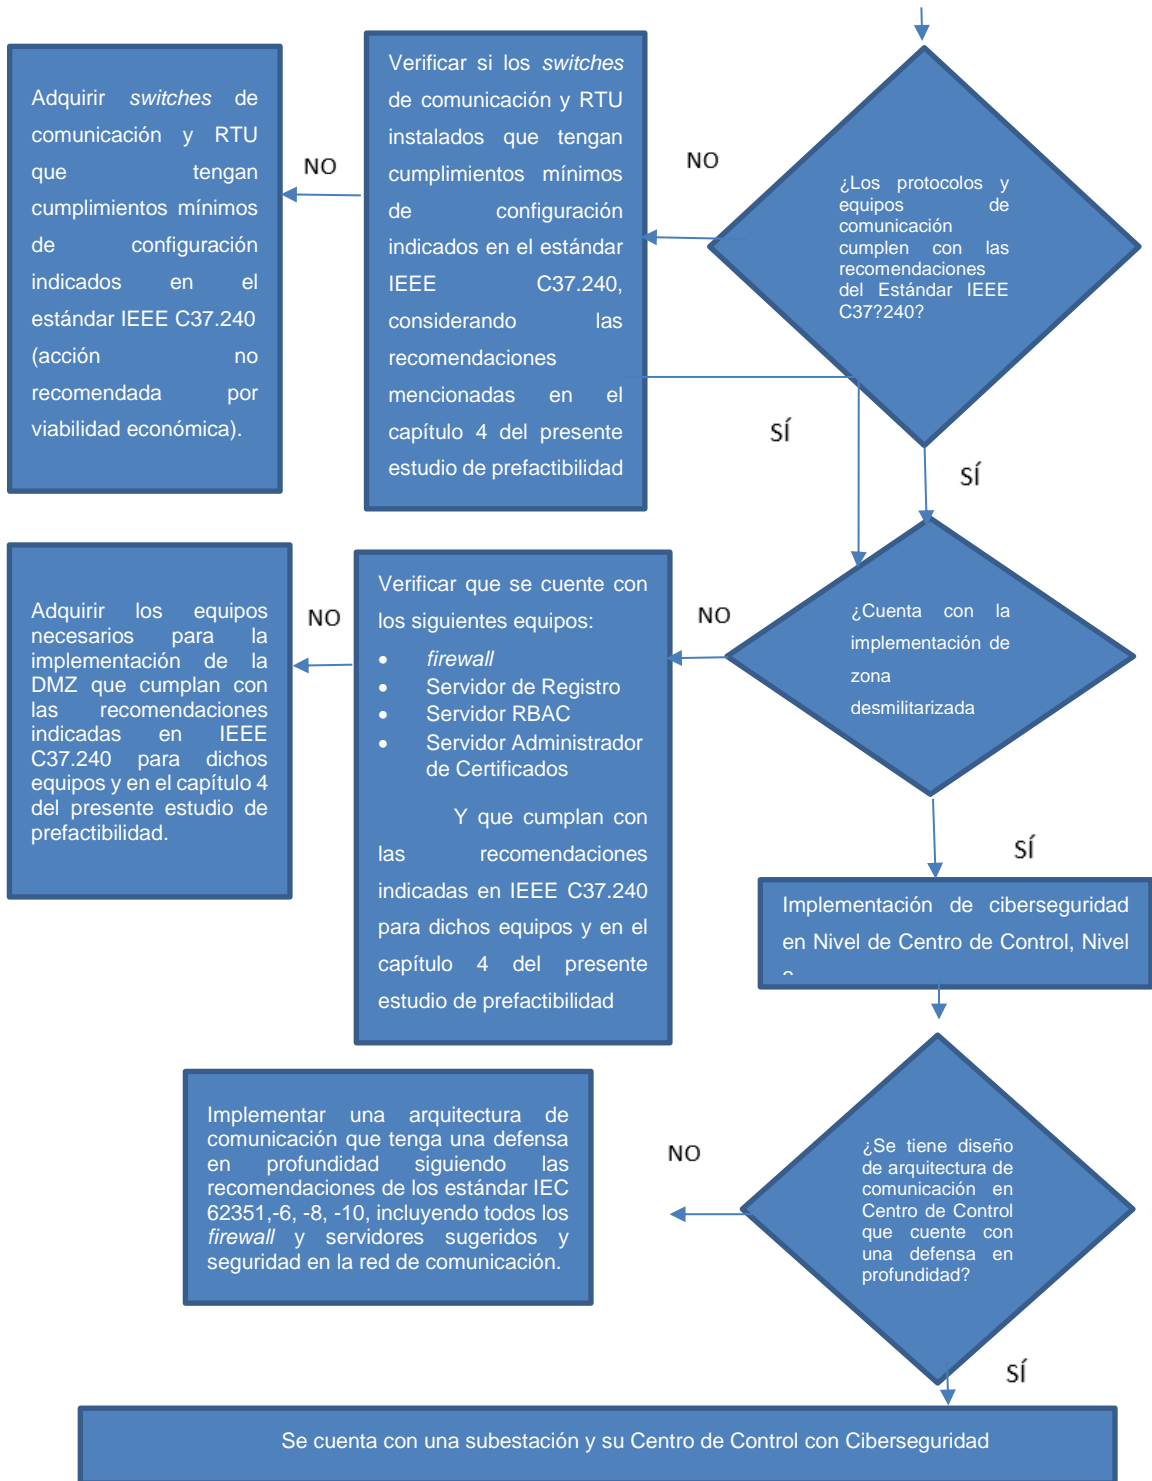 Adquirir switches de
comunicación y RTU
que tengan
cumplimientos mínimos
de configuración
indicados en el
estándar IEEE C37.240
(acción no
recomendada por
viabilidad económica).
NO
Verificar si los switches
de comunicación y RTU
instalados que tengan
cumplimientos mínimos
de configuración
indicados en el estándar
IEEE C37.240,
considerando las
recomendaciones
mencionadas en el
capítulo 4 del presente
estudio de prefactibilidad
NO
¿Los protocolos y
equipos de
comunicación
cumplen con las
recomendaciones
del Estándar IEEE
C37?240?
SÍ
SÍ
Adquirir los equipos
necesarios para la
implementación de la
DMZ que cumplan con
las recomendaciones
indicadas en IEEE
C37.240 para dichos
equipos y en el capítulo 4
del presente estudio de
prefactibilidad.
NO
Verificar que se cuente con
los siguientes equipos:
• firewall
• Servidor de Registro
• Servidor RBAC
• Servidor Administrador
de Certificados
Y que cumplan con
las recomendaciones
indicadas en IEEE C37.240
para dichos equipos y en el
capítulo 4 del presente
estudio de prefactibilidad
NO
¿Cuenta con la
implementación de
zona
desmilitarizada
SÍ
Implementación de ciberseguridad
en Nivel de Centro de Control, Nivel
Implementar una arquitectura de
comunicación que tenga una defensa
en profundidad siguiendo las
recomendaciones de los estándar IEC
62351,-6, -8, -10, incluyendo todos los
firewall y servidores sugeridos y
seguridad en la red de comunicación.
NO
¿Se tiene diseño
de arquitectura de
comunicación en
Centro de Control
que cuente con
una defensa en
profundidad?
SÍ
Se cuenta con una subestación y su Centro de Control con Ciberseguridad